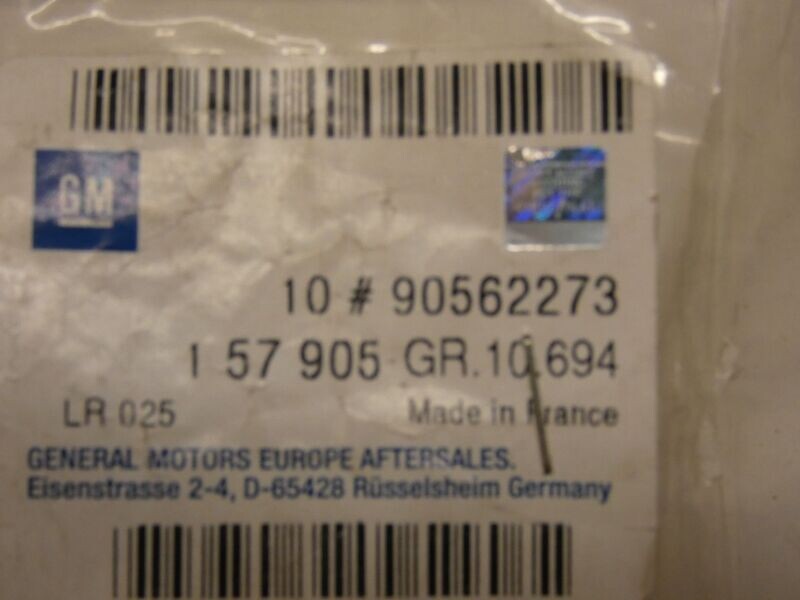 GM
10 # 90562273
1 57 905 GR.10.694
LR 025
Made in France
GENERAL MOTORS EUROPE AFTERSALES.
Eisenstrasse 2-4, D-65428 Rüsselsheim Germany